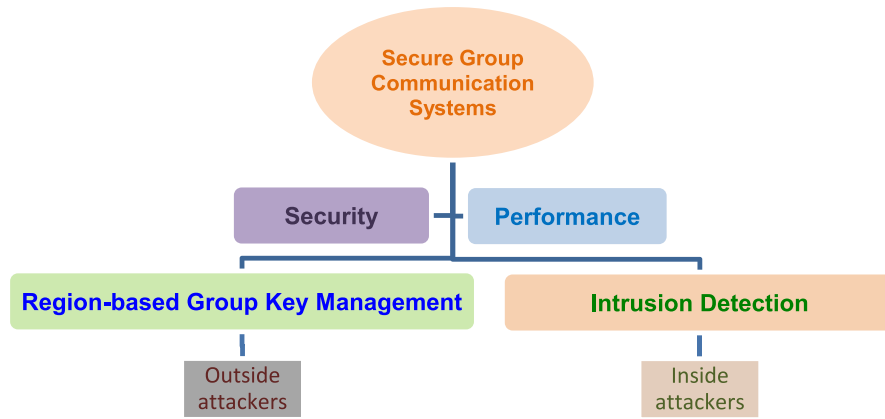 Secure Group
Communication
Systems
Security
Performance
Region-based Group Key Management
Intrusion Detection
Outside
attackers
Inside
attackers